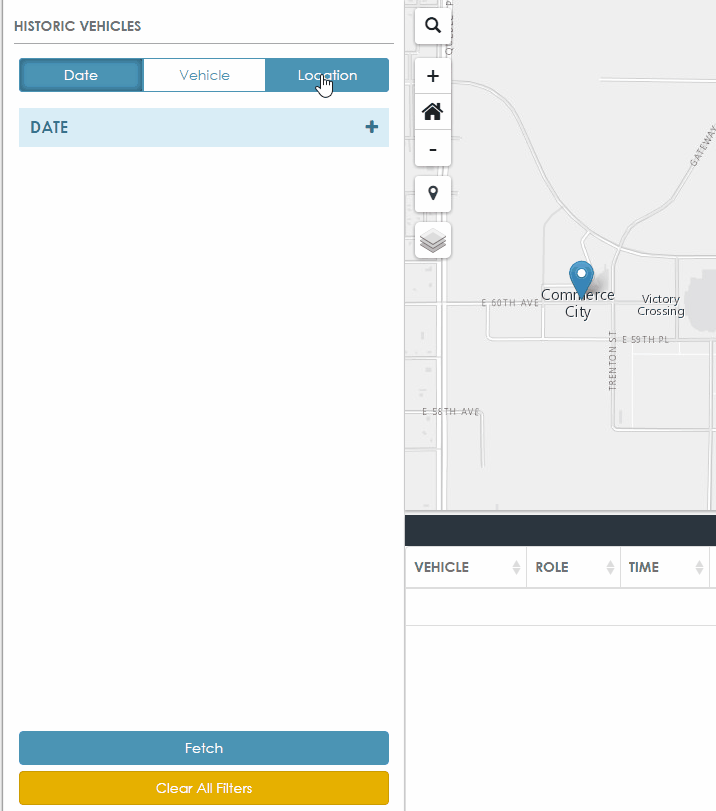 HISTORIC VEHICLES
Date
Vehicle
Location
DATE
+
Fetch
Clear All Filters
+
-
GATEWAY
E 60TH AVE
Commerce
City
Victory
Crossing
TRENTON ST
E 59TH PL
E 58TH AVE
VEHICLE
ROLE
TIME